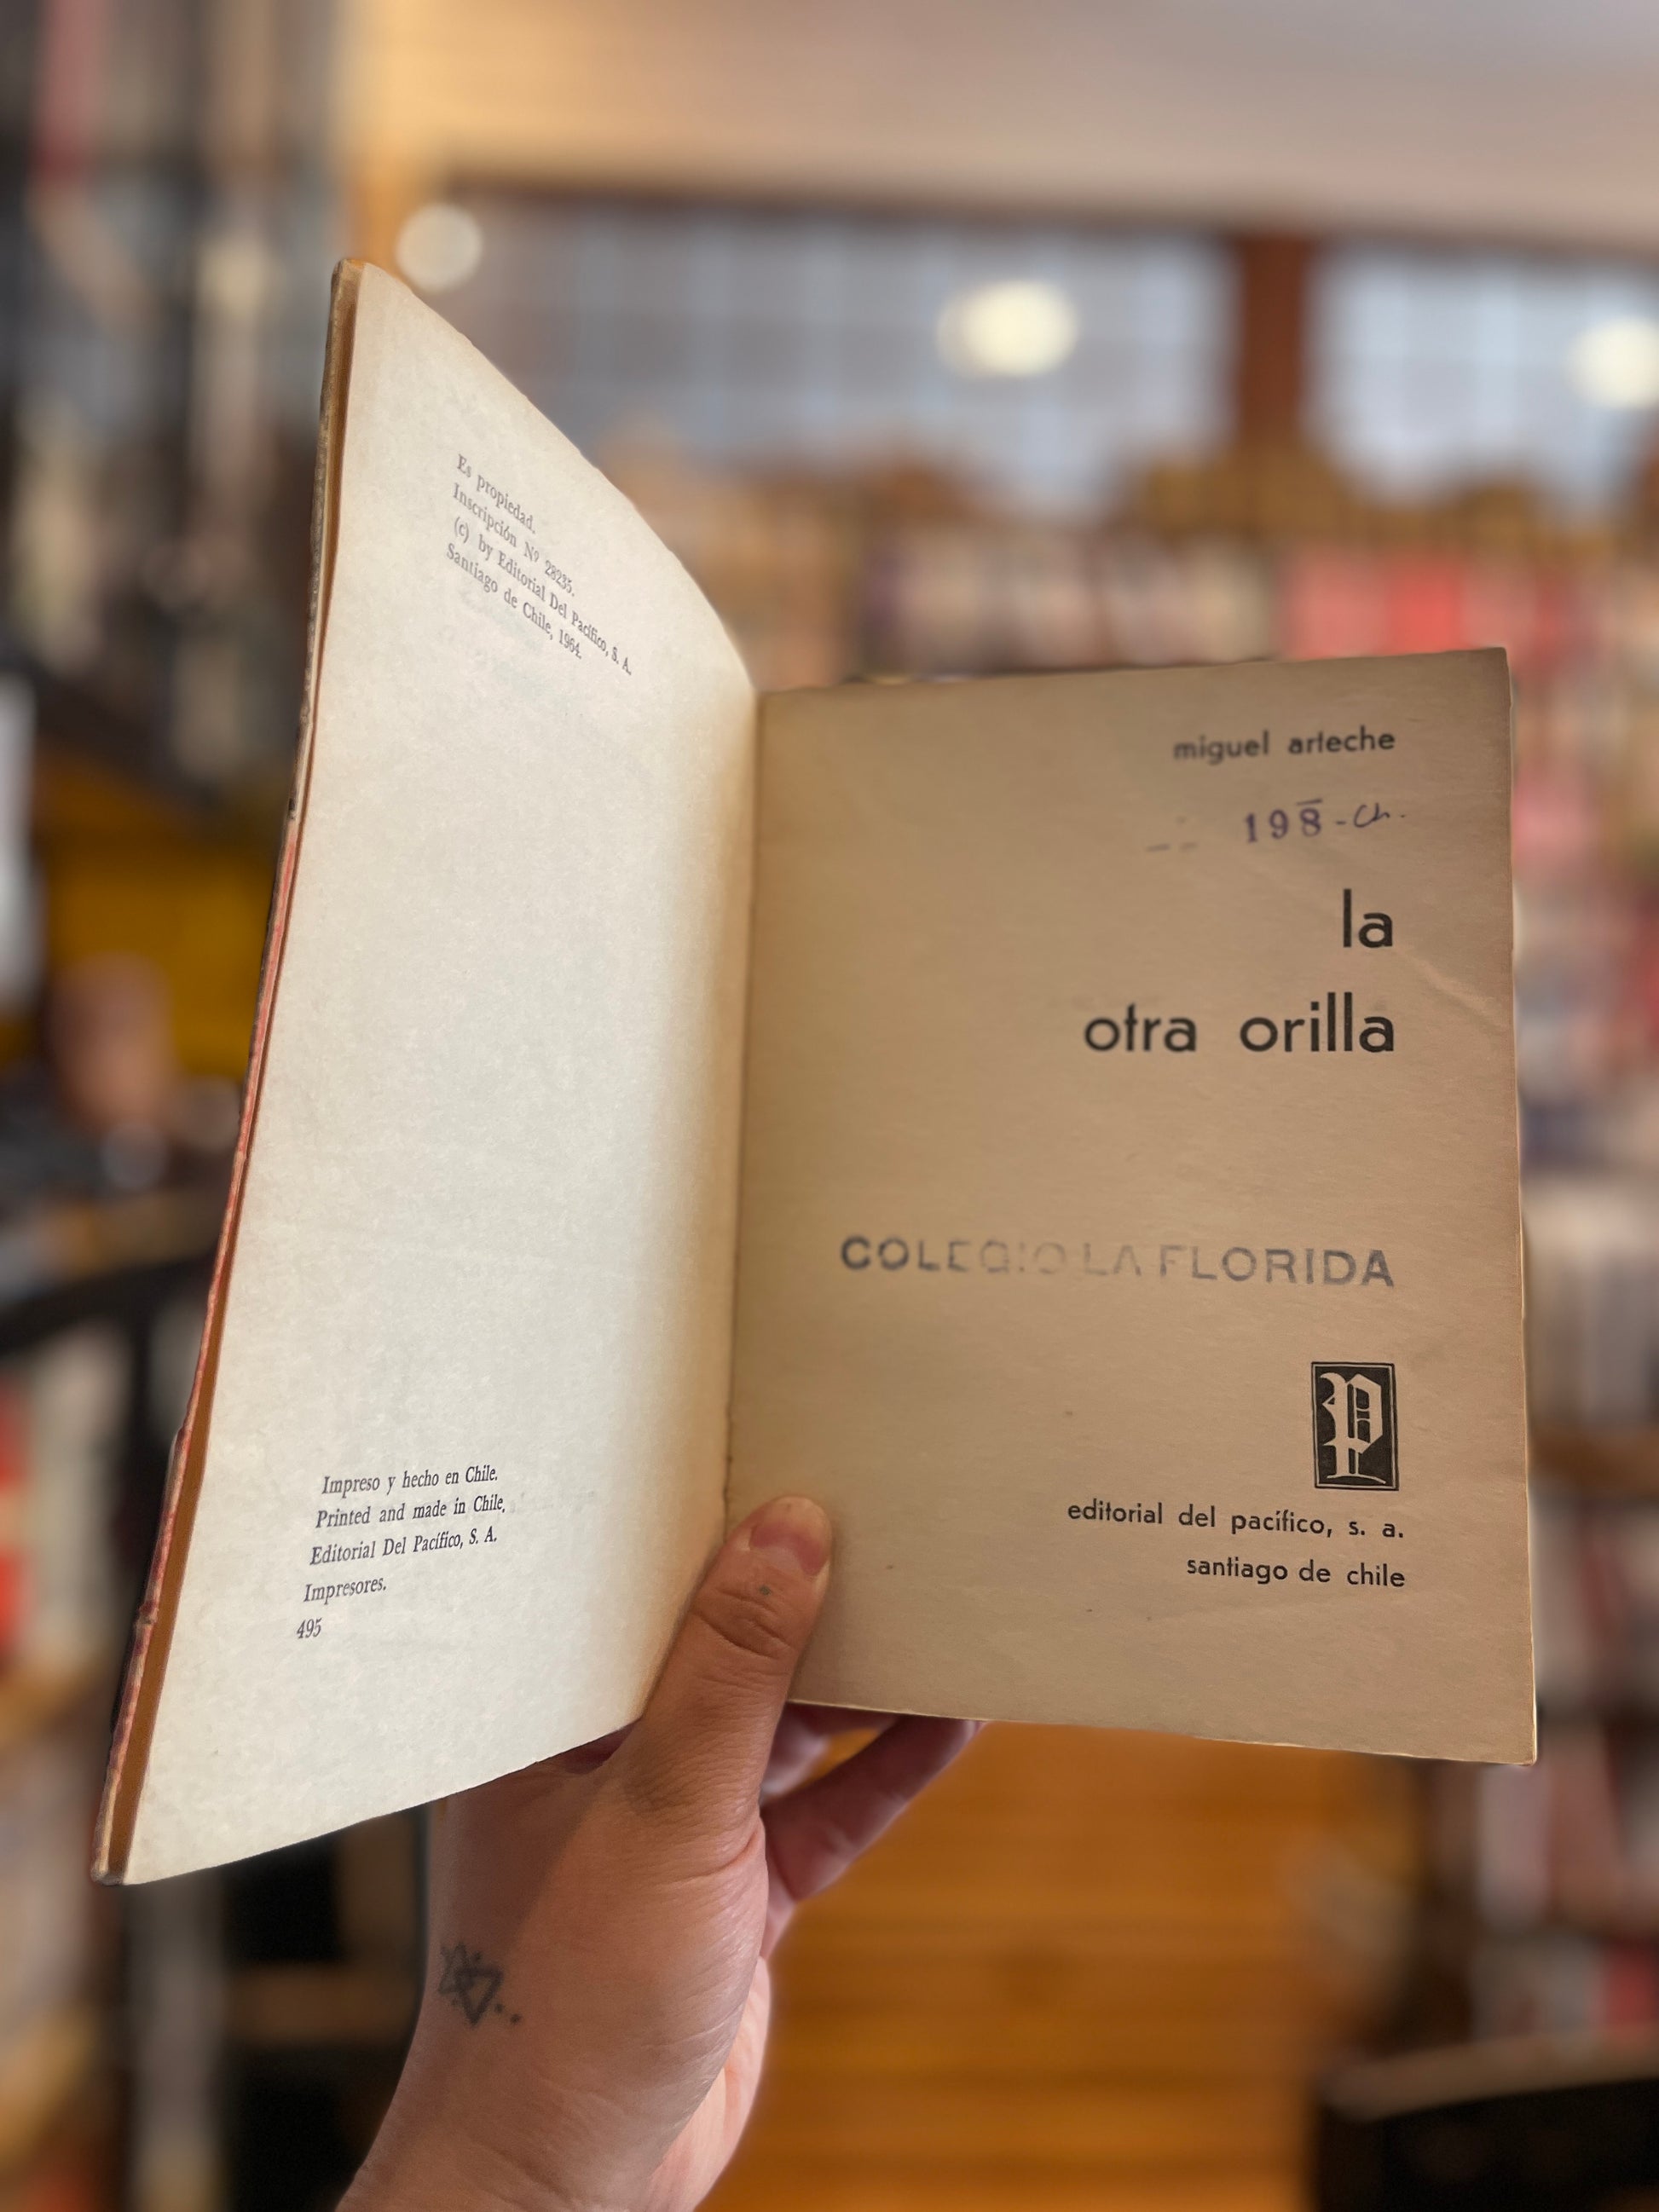 Es propiedad.
Inscripción Nº 28235.
(c) by Editorial Del Pacífico, S. A.
Santiago de Chile, 1964.
Impreso y hecho en Chile.
Printed and made in Chile,
Editorial Del Pacífico, S. A.
Impresores.
495
miguel arteche
198 - Ch.
la
otra orilla
COLEGIO LA FLORIDA
P
editorial del pacífico, s. a.
santiago de chile